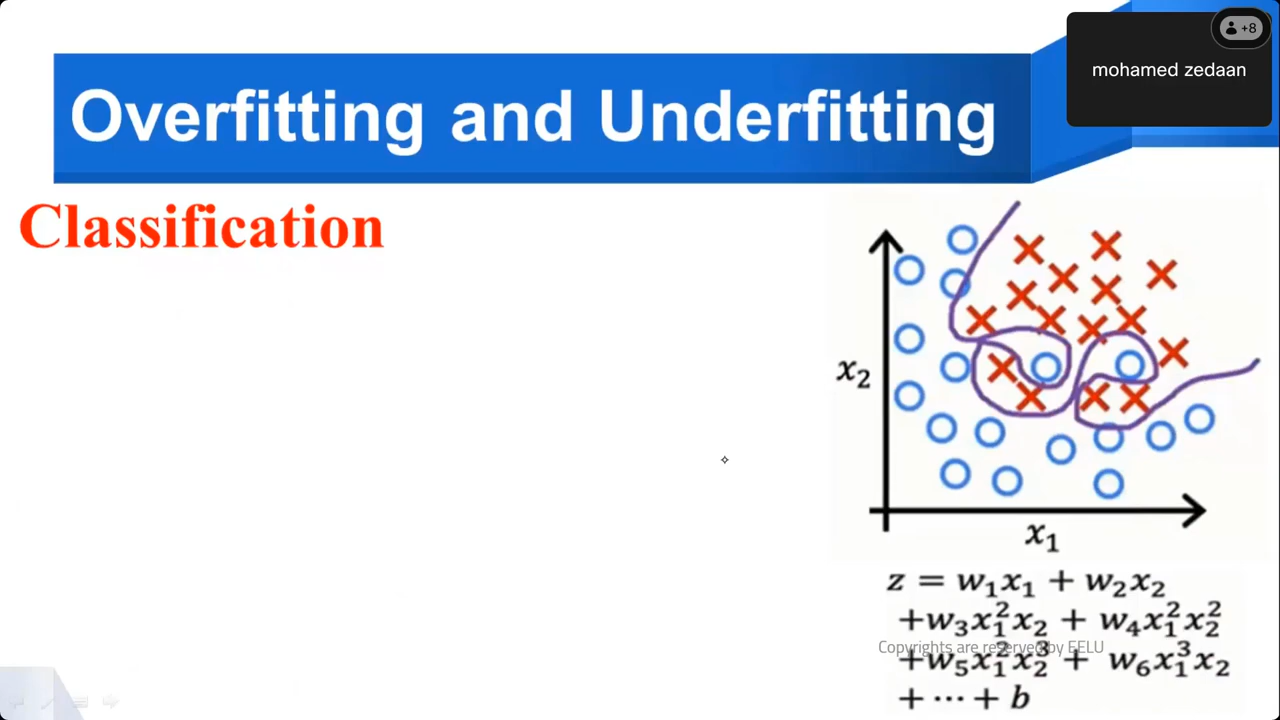 +8
mohamed zedaan
Overfitting and Underfitting
Classification
x₂
x₁
z = w₁x₁ + w₂x₂
+w₃x₁²x₂ + w₄x₁²x₂²
Copyrights are reserved by EELU
+w₅x₁²x₂³ + w₆x₁³x₂
+ ⋯ + b